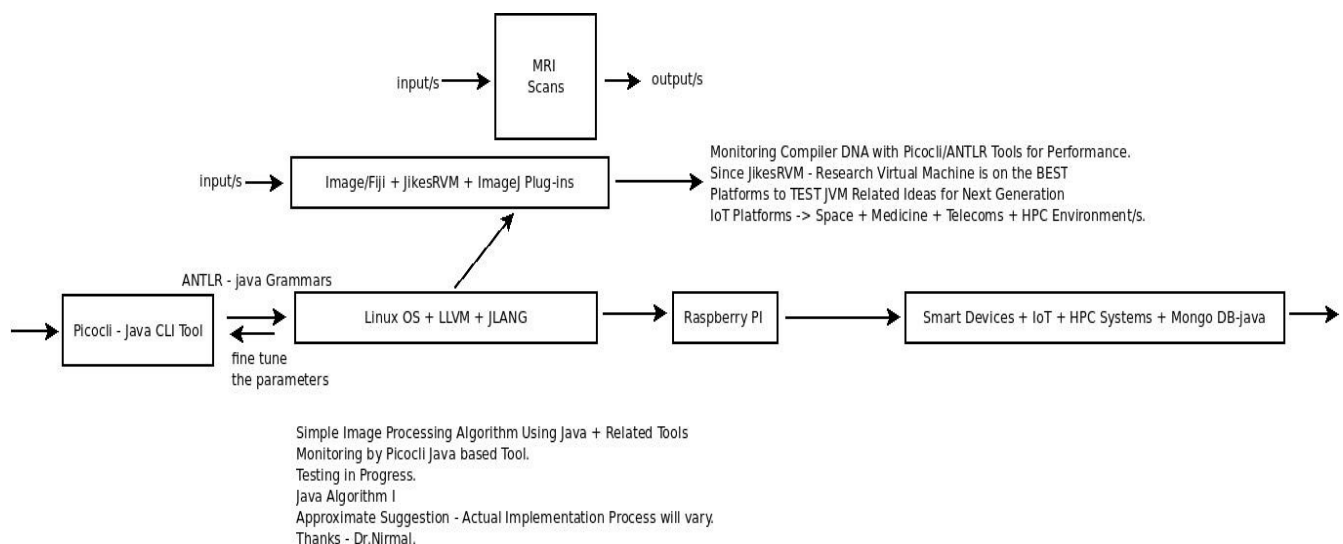 MRI
Scans
input/s
output/s
input/s
Image/Fiji + JikesRVM + ImageJ Plug-ins
Monitoring Compiler DNA with Picocli/ANTLR Tools for Performance.
Since JikesRVM - Research Virtual Machine is on the BEST
Platforms to TEST JVM Related Ideas for Next Generation
IoT Platforms -> Space + Medicine + Telecoms + HPC Environment/s.
ANTLR - java Grammars
Picocli - Java CLI Tool
Linux OS + LLVM + JLANG
Raspberry PI
Smart Devices + IoT + HPC Systems + Mongo DB-java
fine tune
the parameters
Simple Image Processing Algorithm Using Java + Related Tools
Monitoring by Picocli Java based Tool.
Testing in Progress.
Java Algorithm I
Approximate Suggestion - Actual Implementation Process will vary.
Thanks - Dr.Nirmal.